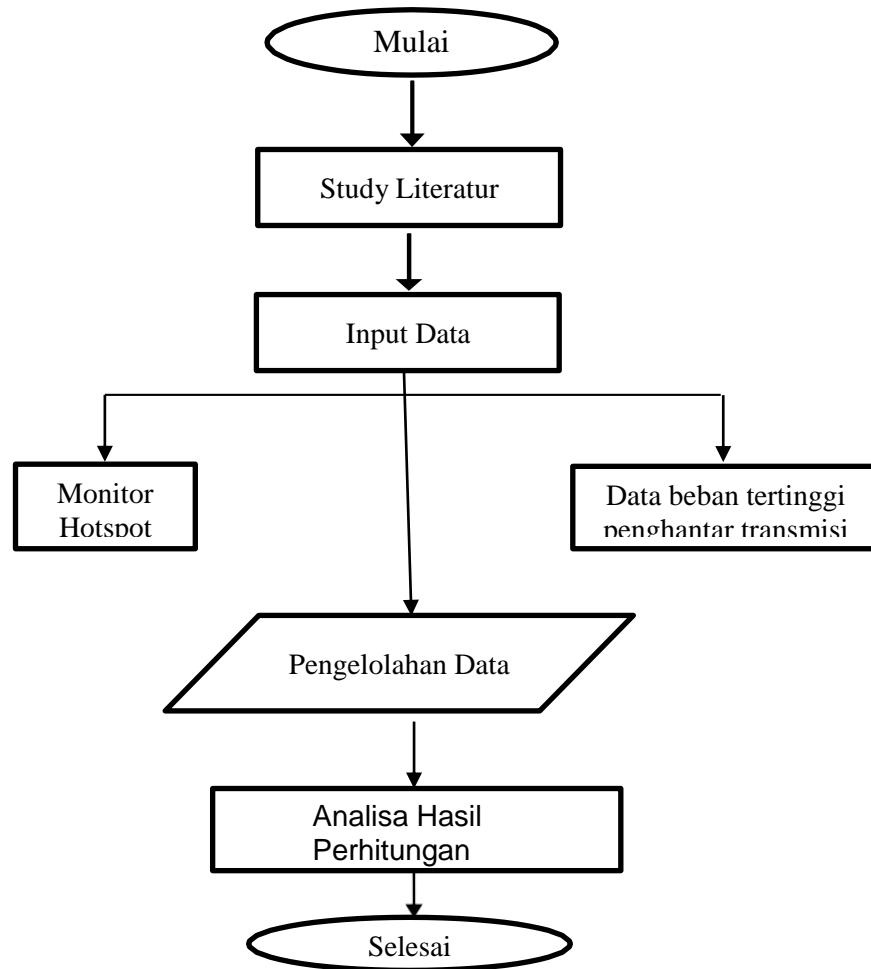 Mulai
Study Literatur
Input Data
Monitor
Hotspot
Data beban tertinggi
penghantar transmisi
Pengelolahan Data
Analisa Hasil
Perhitungan
Selesai